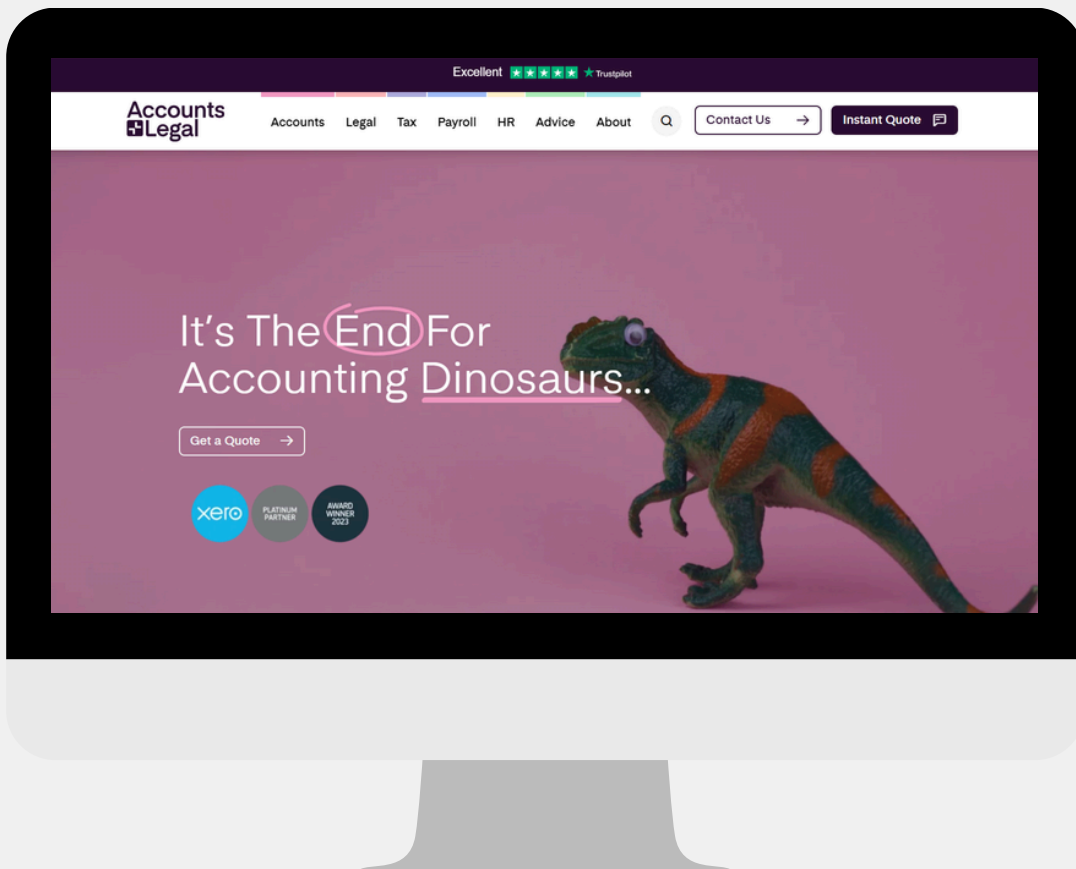 Excellent Trustpilot
Accounts
Legal
Accounts Legal Tax Payroll HR Advice About Contact Us Instant Quote
It’s The End For
Accounting Dinosaurs...
Get a Quote
xero
PLATINUM
PARTNER
AWARD
WINNER
2023